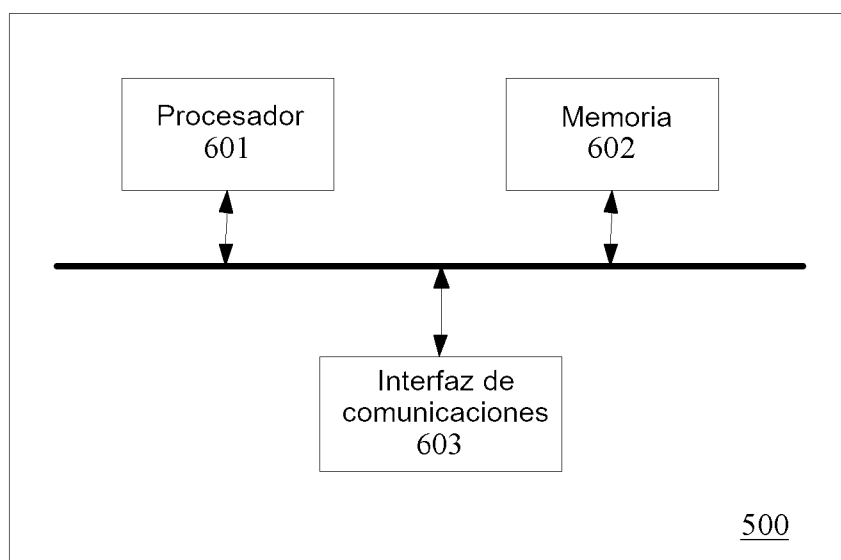 Procesador
601
Memoria
602
Interfaz de
comunicaciones
603
500